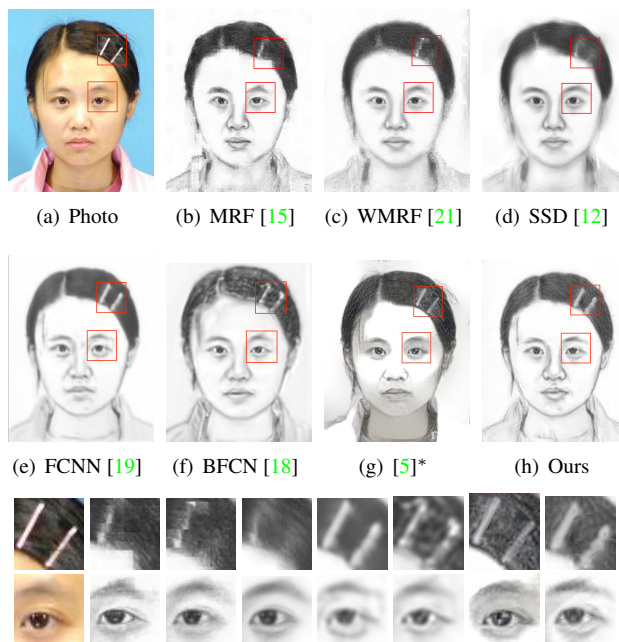 (a) Photo (b) MRF [15] (c) WMRF [21] (d) SSD [12]
(e) FCNN [19] (f) BFCN [18] (g) [5]* (h) Ours